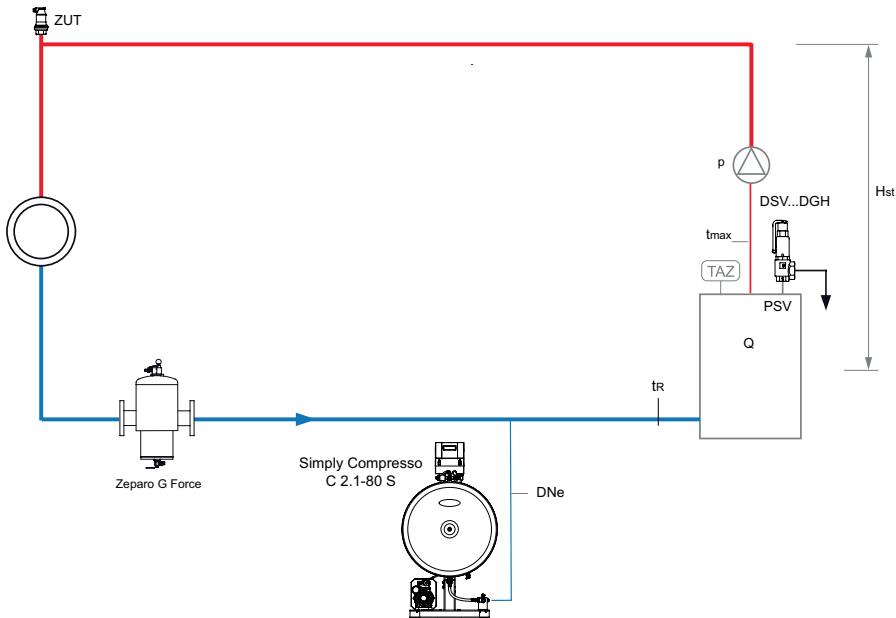 ZUT
p
Hst
DSV...DGH
tmax
TAZ
PSV
Q
tR
Simply Compresso
C 2.1-80 S
Zeparo G Force
DNe